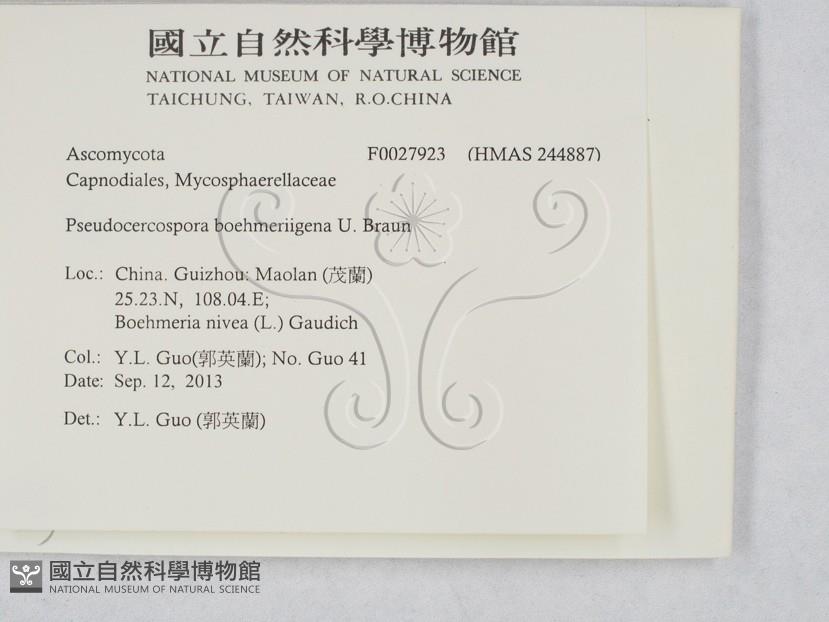 國立自然科學博物館
NATIONAL MUSEUM OF NATURAL SCIENCE
TAICHUNG, TAIWAN, R.O.CHINA
Ascomycota F0027923 (HMAS 244887)
Capnodiales, Mycosphaerellaceae
Pseudocercospora boehmeriigena U. Braun
Loc.: China. Guizhou: Maolan (茂蘭)
25.23.N, 108.04.E;
Boehmeria nivea (L.) Gaudich
Col.: Y.L. Guo(郭英蘭); No. Guo 41
Date: Sep. 12, 2013
Det.: Y.L. Guo (郭英蘭)
國立自然科學博物館
NATIONAL MUSEUM OF NATURAL SCIENCE